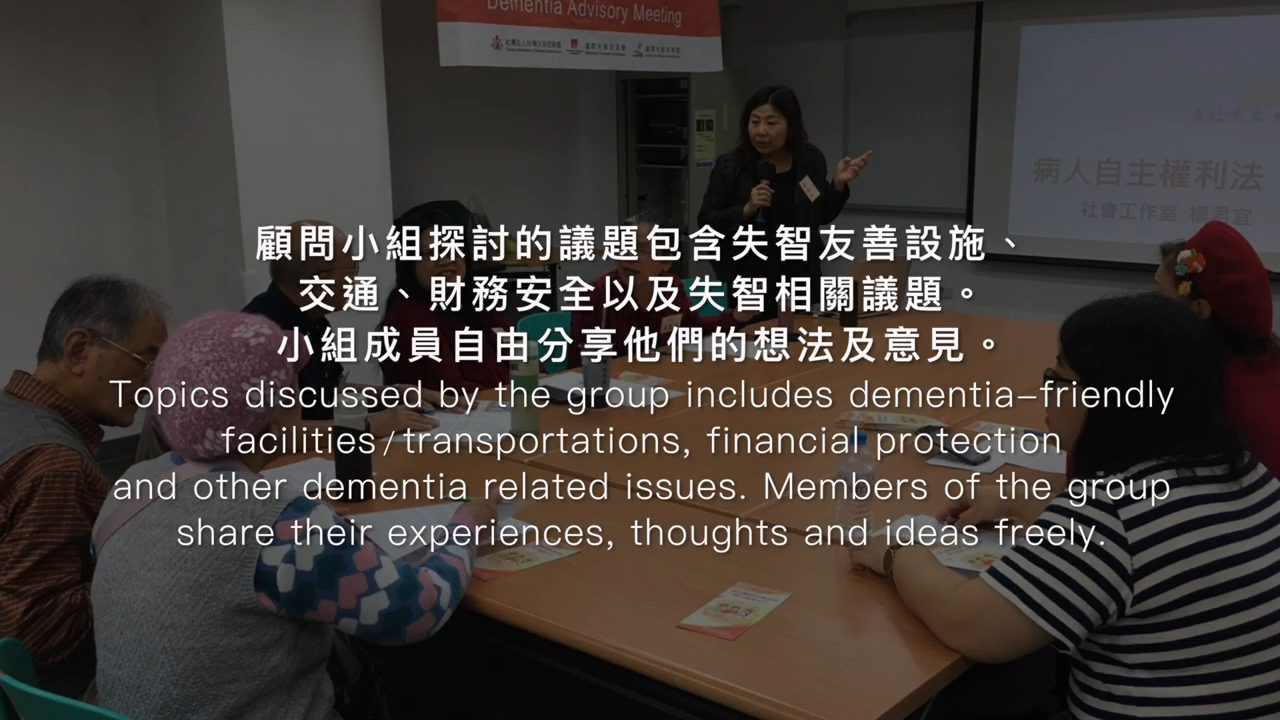 Dementia Advisory Meeting
病人自主權利法
社會工作室 楊君宜
顧問小組探討的議題包含失智友善設施、
交通、財務安全以及失智相關議題。
小組成員自由分享他們的想法及意見。
Topics discussed by the group includes dementia-friendly
facilities/transportations, financial protection
and other dementia related issues. Members of the group
share their experiences, thoughts and ideas freely.